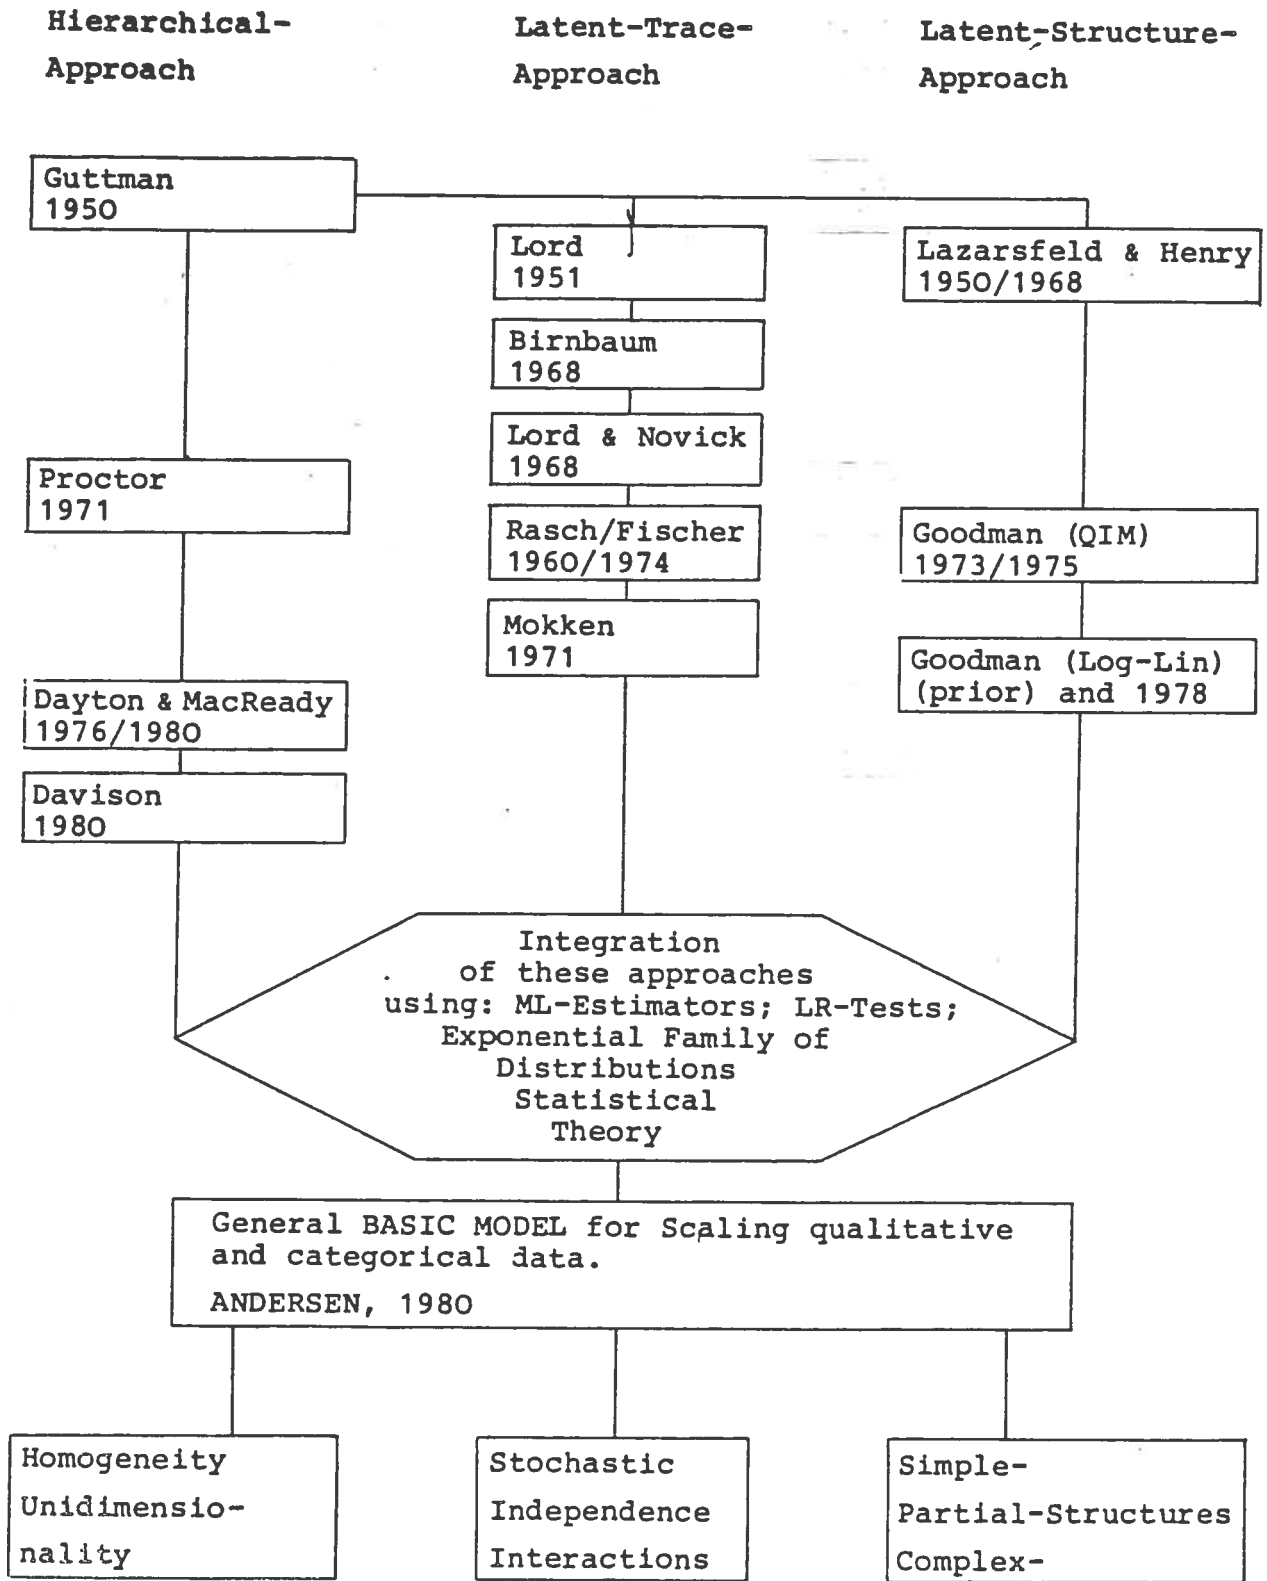 Hierarchical-
Approach
Latent-Trace-
Approach
Latent-Structure-
Approach
Guttman
1950
Lord
1951
Lazarsfeld & Henry
1950/1968
Birnbaum
1968
Lord & Novick
1968
Proctor
1971
Rasch/Fischer
1960/1974
Goodman (QIM)
1973/1975
Mokken
1971
Goodman (Log-Lin)
(prior) and 1978
Dayton & MacReady
1976/1980
Davison
1980
Integration
of these approaches
using: ML-Estimators; LR-Tests;
Exponential Family of
Distributions
Statistical
Theory
General BASIC MODEL for Scaling qualitative
and categorical data.
ANDERSEN, 1980
Homogeneity
Unidimensio-
nality
Stochastic
Independence
Interactions
Simple-
Partial-Structures
Complex-